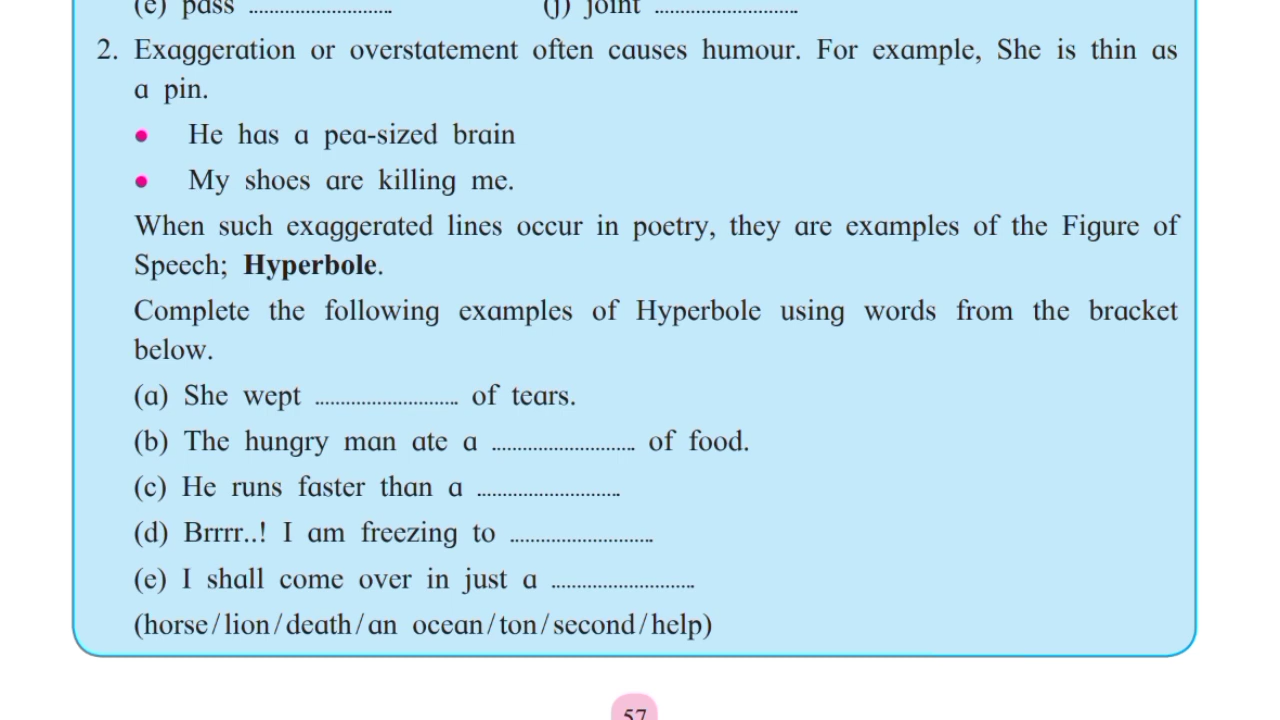 (e) pass ............................ (j) joint ............................
2. Exaggeration or overstatement often causes humour. For example, She is thin as
a pin.
• He has a pea-sized brain
• My shoes are killing me.
When such exaggerated lines occur in poetry, they are examples of the Figure of
Speech; Hyperbole.
Complete the following examples of Hyperbole using words from the bracket
below.
(a) She wept ............................ of tears.
(b) The hungry man ate a ............................ of food.
(c) He runs faster than a ............................
(d) Brrrr..! I am freezing to ............................
(e) I shall come over in just a ............................
(horse/lion/death/an ocean/ton/second/help)
57